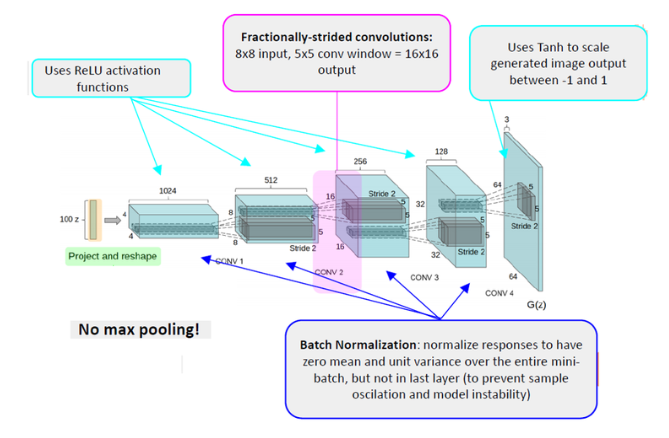 Fractionally-strided convolutions:
8x8 input, 5x5 conv window = 16x16
output
Uses Tanh to scale
generated image output
between -1 and 1
Uses ReLU activation
functions
3
128
256
512
1024
100 z
4
4
8
8
16
16
32
32
64
64
5
5
5
5
5
5
5
5
Stride 2
Stride 2
Stride 2
Stride 2
Project and reshape
CONV 1
CONV 2
CONV 3
CONV 4
G(z)
No max pooling!
Batch Normalization: normalize responses to have
zero mean and unit variance over the entire mini-
batch, but not in last layer (to prevent sample
oscilation and model instability)